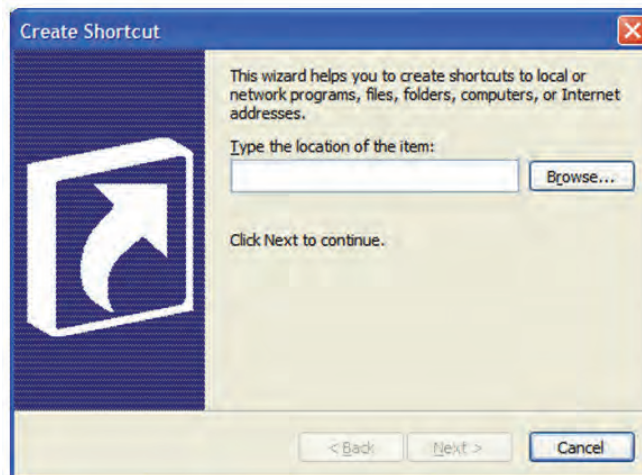 Create Shortcut
This wizard helps you to create shortcuts to local or
network programs, files, folders, computers, or Internet
addresses.
Type the location of the item:
Browse...
Click Next to continue.
< Back
Next >
Cancel